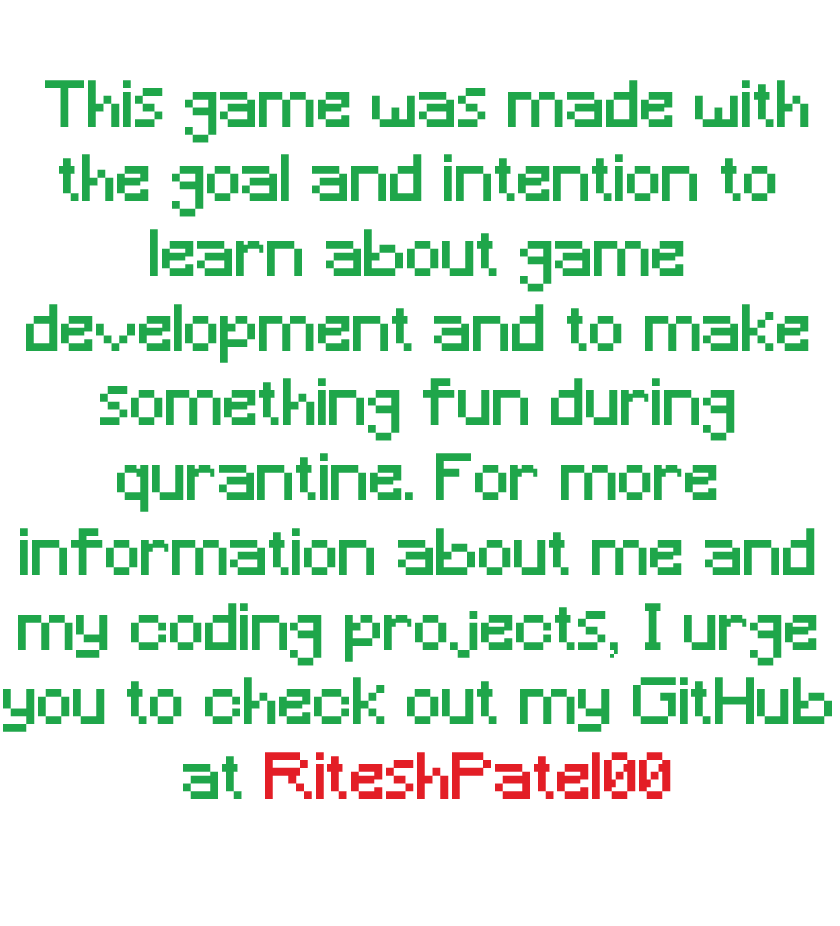 This game was made with
the goal and intention to
learn about game
development and to make
something fun during
qurantine. For more
information about me and
my coding projects, I urge
you to check out my GitHub
at RiteshPatel00